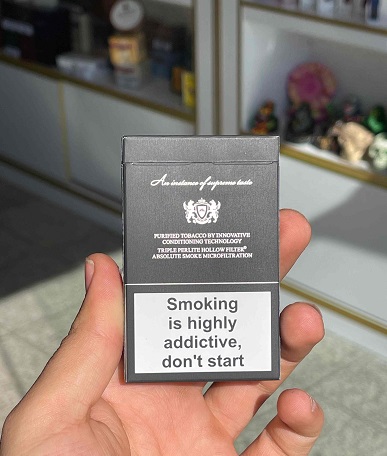 An instance of supreme taste
PURIFIED TOBACCO BY INNOVATIVE
CONDITIONING TECHNOLOGY
TRIPLE PERLITE HOLLOW FILTER®
ABSOLUTE SMOKE MICROFILTRATION
Smoking
is highly
addictive,
don't start